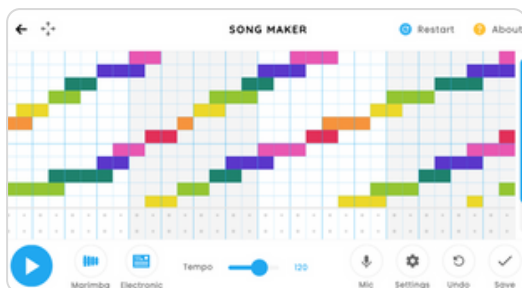 SONG MAKER
Restart
About
Marimba
Electronic
Tempo
120
Mic
Settings
Undo
Save